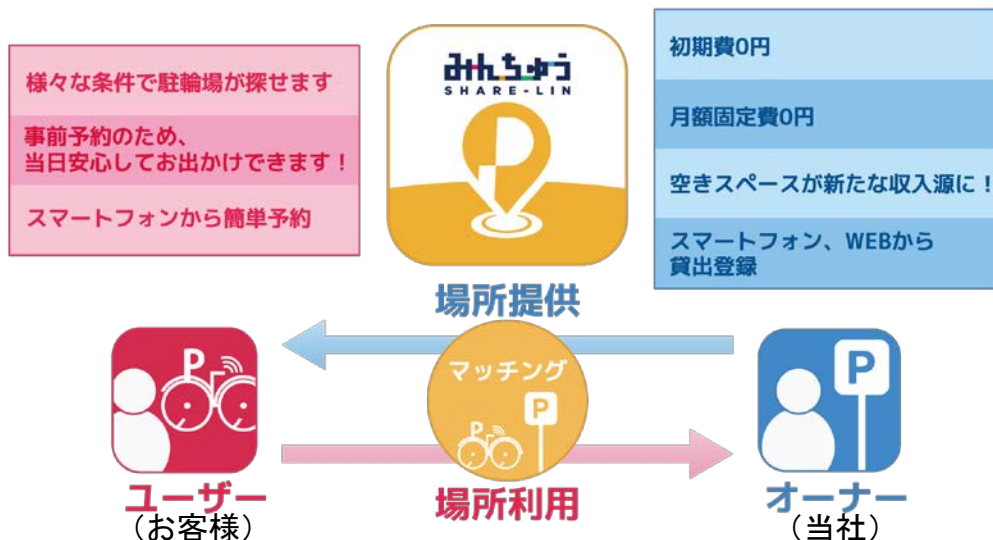 様々な条件で駐輪場が探せます
事前予約のため、
当日安心してお出かけできます！
スマートフォンから簡単予約
みんちゅう
SHARE-LIN
P
初期費0円
月額固定費0円
空きスペースが新たな収入源に！
スマートフォン、WEBから
貸出登録
場所提供
P
マッチング
P
P
P
場所利用
ユーザー
（お客様）
オーナー
（当社）